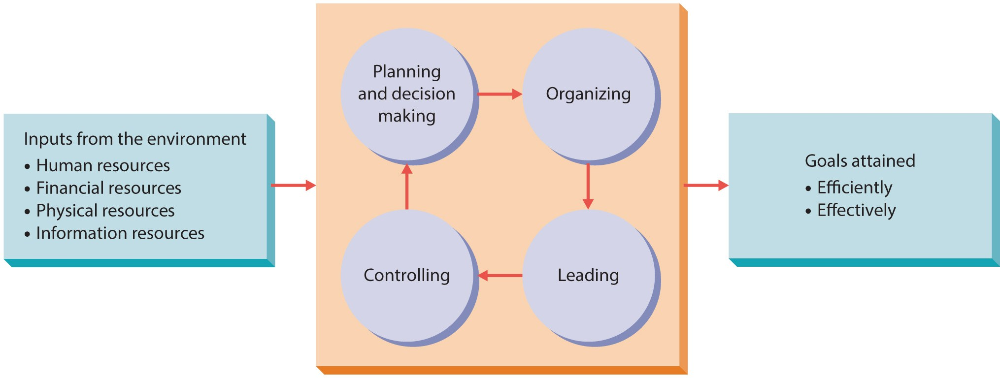 Inputs from the environment
• Human resources
• Financial resources
• Physical resources
• Information resources
Planning
and decision
making
Organizing
Controlling
Leading
Goals attained
• Efficiently
• Effectively